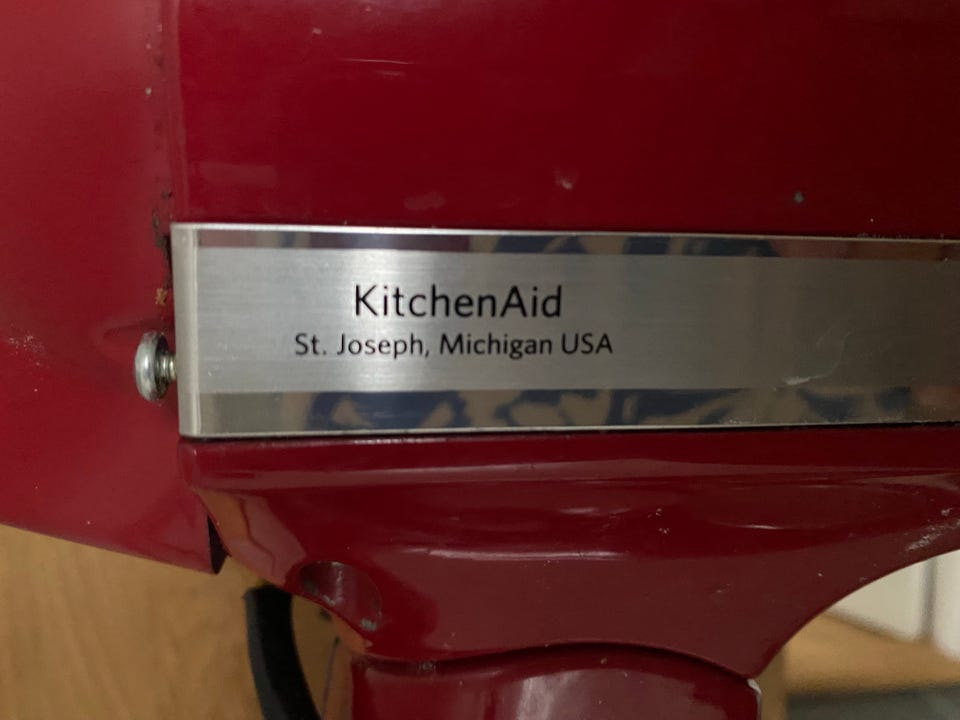 KitchenAid
St. Joseph, Michigan USA